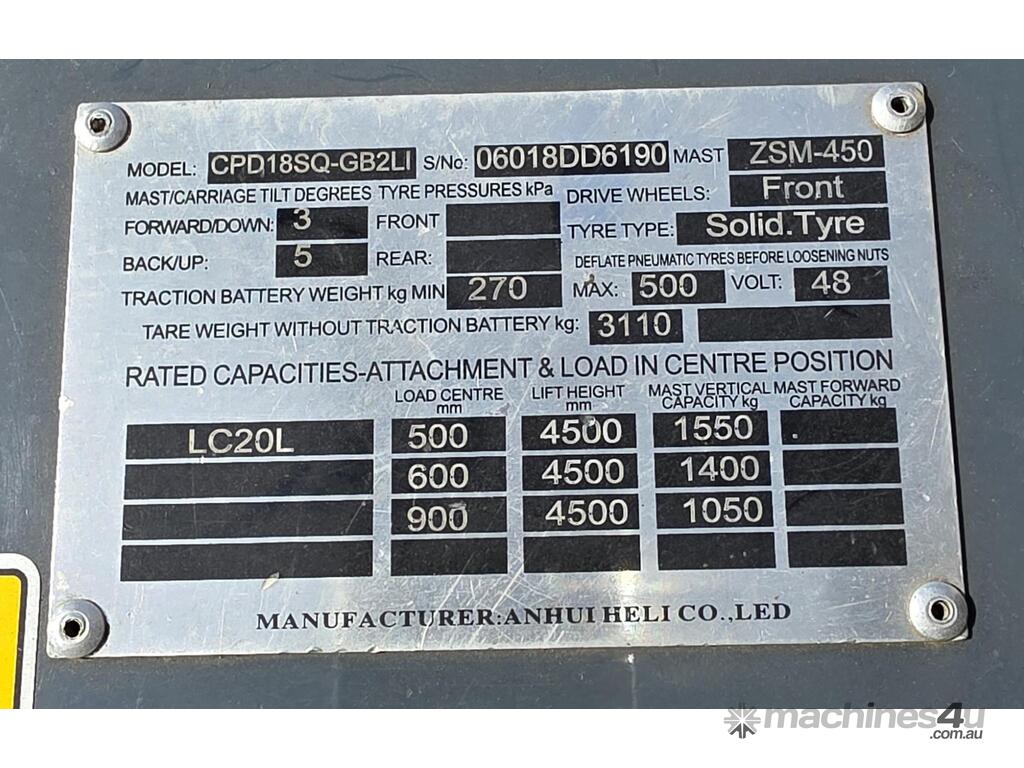 MODEL: CPD18SQ-GB2LI S/No: 06018DD6190 MAST ZSM-450
MAST/CARRIAGE TILT DEGREES TYRE PRESSURES kPa DRIVE WHEELS: Front
FORWARD/DOWN: 3 FRONT TYRE TYPE: Solid.Tyre
BACK/UP: 5 REAR: DEFLATE PNEUMATIC TYRES BEFORE LOOSENING NUTS
TRACTION BATTERY WEIGHT kg MIN 270 MAX: 500 VOLT: 48
TARE WEIGHT WITHOUT TRACTION BATTERY kg: 3110
RATED CAPACITIES-ATTACHMENT & LOAD IN CENTRE POSITION
LOAD CENTRE mm LIFT HEIGHT mm MAST VERTICAL CAPACITY kg MAST FORWARD CAPACITY kg
LC20L 500 4500 1550
600 4500 1400
900 4500 1050
MANUFACTURER:ANHUI HELI CO.,LED
machines4u
.com.au